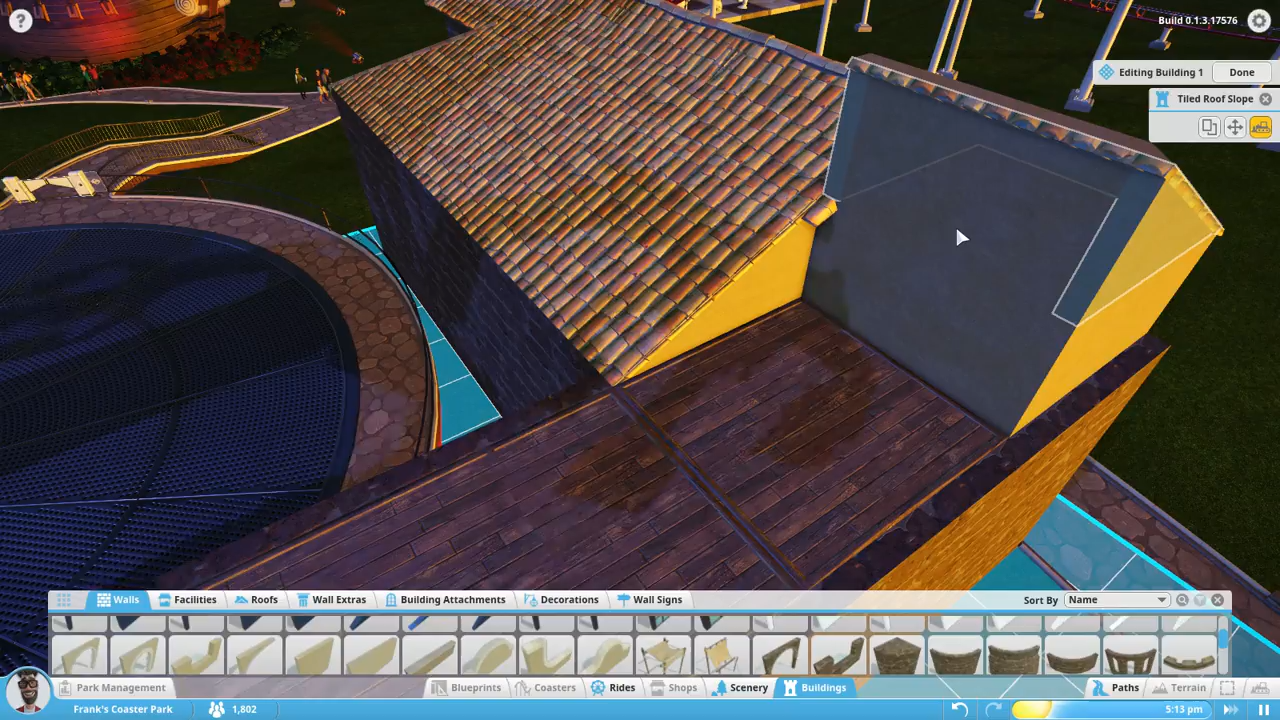 ?
Build 0.1.3.17576
Editing Building 1
Done
Tiled Roof Slope
Walls
Facilities
Roofs
Wall Extras
Building Attachments
Decorations
Wall Signs
Sort By
Name
Park Management
Blueprints
Coasters
Rides
Shops
Scenery
Buildings
Paths
Terrain
Frank's Coaster Park
1,802
5:13 pm